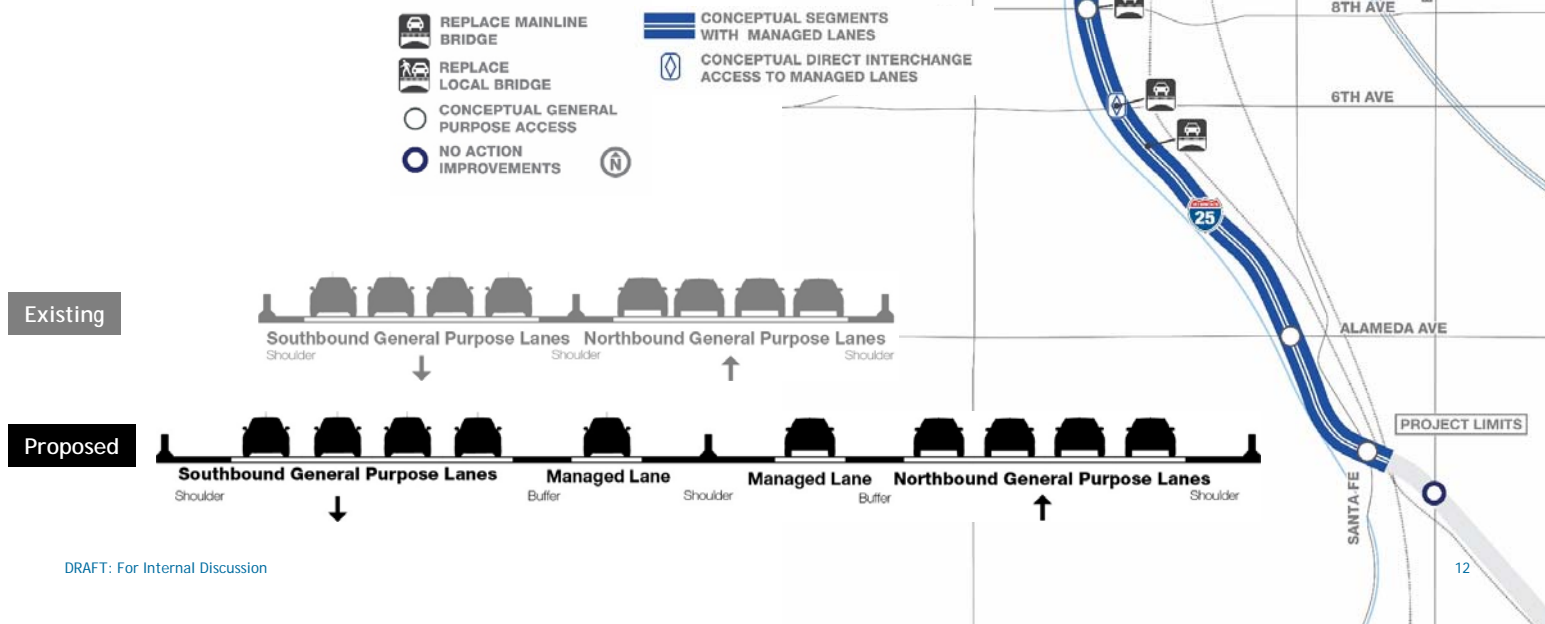 REPLACE MAINLINE
BRIDGE
REPLACE
LOCAL BRIDGE
CONCEPTUAL GENERAL
PURPOSE ACCESS
NO ACTION
IMPROVEMENTS
N
CONCEPTUAL SEGMENTS
WITH MANAGED LANES
CONCEPTUAL DIRECT INTERCHANGE
ACCESS TO MANAGED LANES
8TH AVE
6TH AVE
25
ALAMEDA AVE
PROJECT LIMITS
SANTA FE
Existing
Southbound General Purpose Lanes Northbound General Purpose Lanes
Shoulder Shoulder Shoulder
Proposed
Southbound General Purpose Lanes Managed Lane Managed Lane Northbound General Purpose Lanes
Shoulder Buffer Shoulder Buffer Shoulder
DRAFT: For Internal Discussion
12